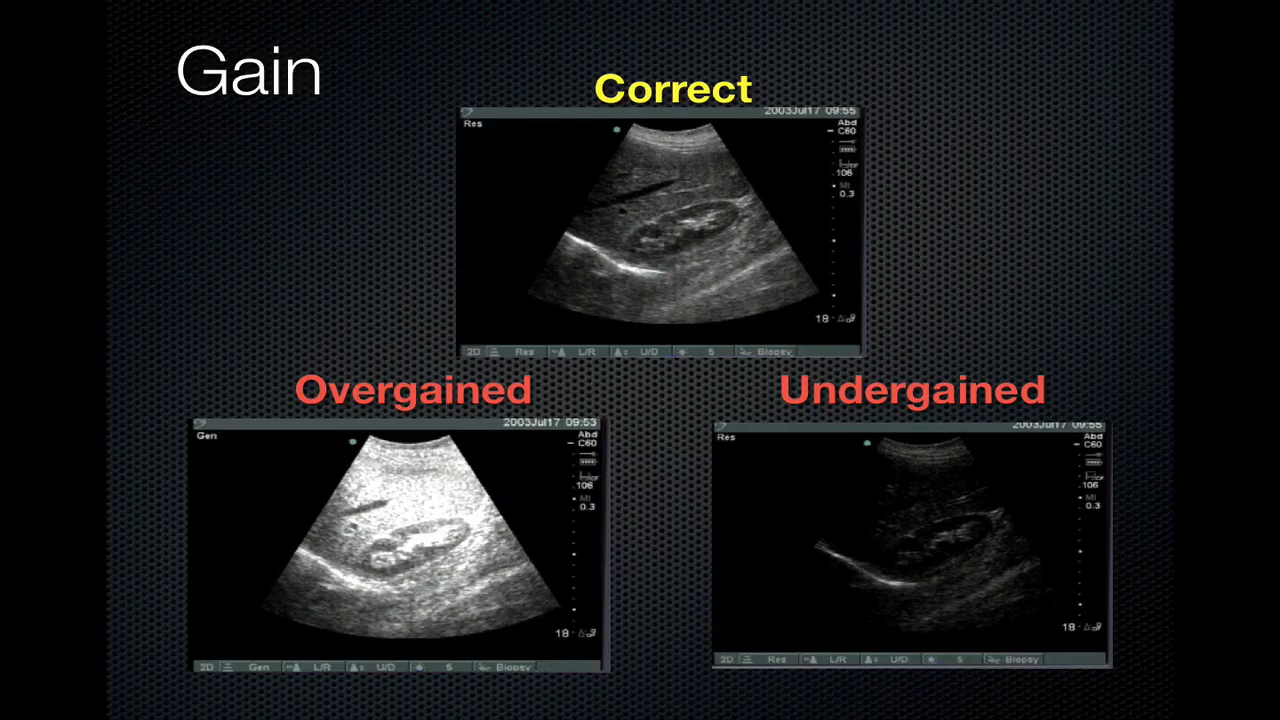 Gain
Correct
2003Jul17 09:55
Res
Abd
C60
106
MI
0.3
18
2D Res L/R U/D 5 Biopsy
Overgained
2003Jul17 09:53
Gen
Abd
C60
106
MI
0.3
18
2D Gen L/R U/D 5 Biopsy
Undergained
2003Jul17 09:55
Res
Abd
C60
106
MI
0.3
18
2D Res L/R U/D 5 Biopsy